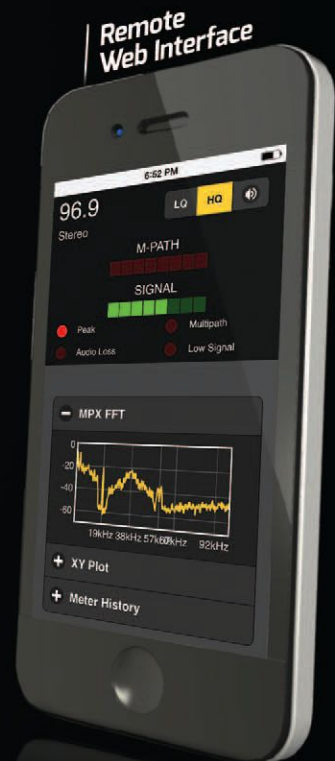 Remote
Web Interface
6:52 PM
96.9
LQ HQ
Stereo
M-PATH
SIGNAL
Peak Multipath
Audio Loss Low Signal
MPX FFT
0
-20
-40
-60
19kHz 38kHz 57kHz 67kHz 92kHz
XY Plot
Meter History